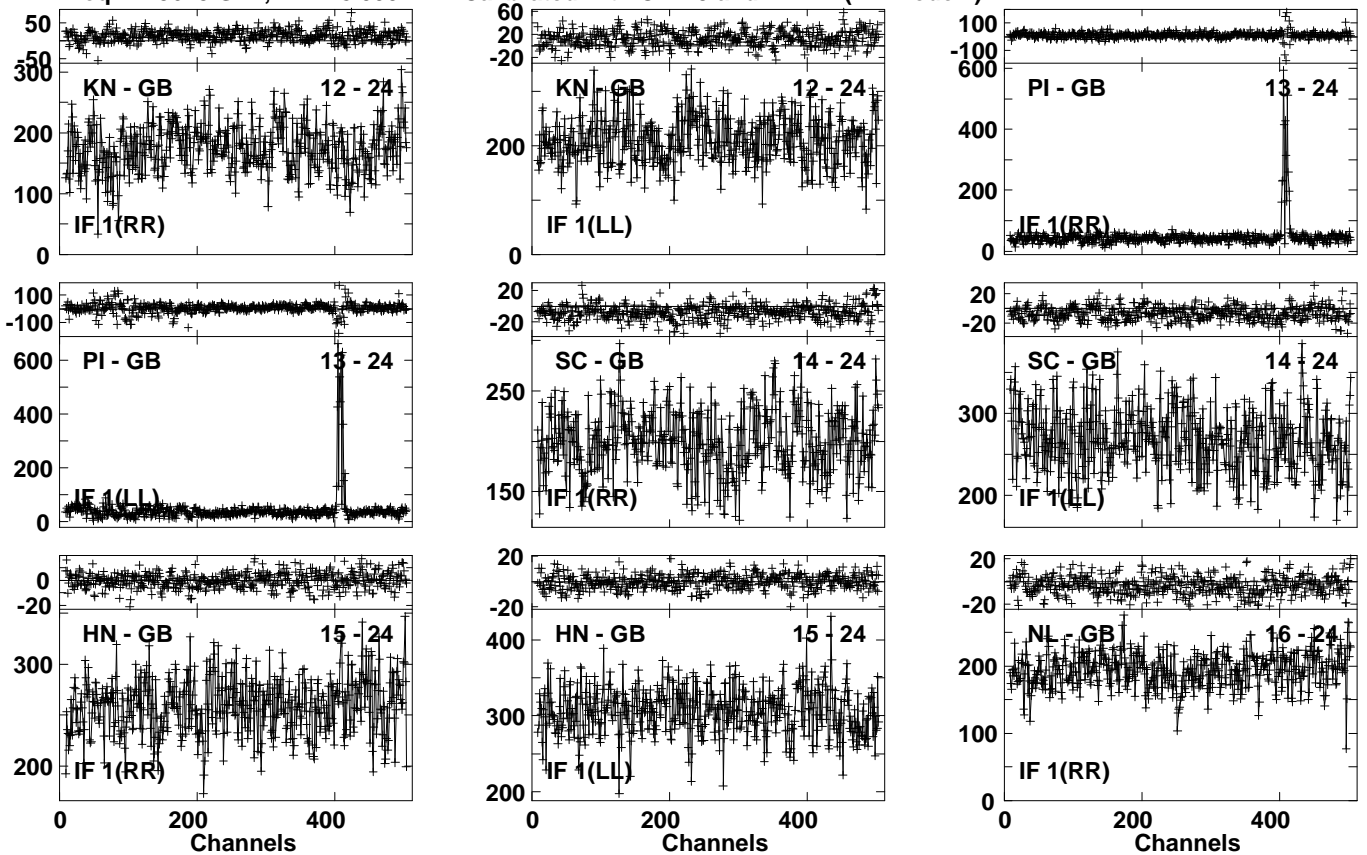 50
-50
300
KN - GB 12 - 24
200
100
IF 1(RR)
0
60
20
-20
KN - GB 12 - 24
200
IF 1(LL)
0
100
-100
600
PI - GB 13 - 24
400
200
IF 1(RR)
0
100
-100
600
PI - GB 13 - 24
400
200
IF 1(LL)
0
20
-20
SC - GB 14 - 24
250
150
IF 1(RR)
20
-20
SC - GB 14 - 24
300
200
IF 1(LL)
0
-20
HN - GB 15 - 24
300
200
IF 1(RR)
0 200 400
Channels
20
-20
HN - GB 15 - 24
400
300
IF 1(LL)
200
0 200 400
Channels
20
-20
NL - GB 16 - 24
200
100
IF 1(RR)
0
0 200 400
Channels